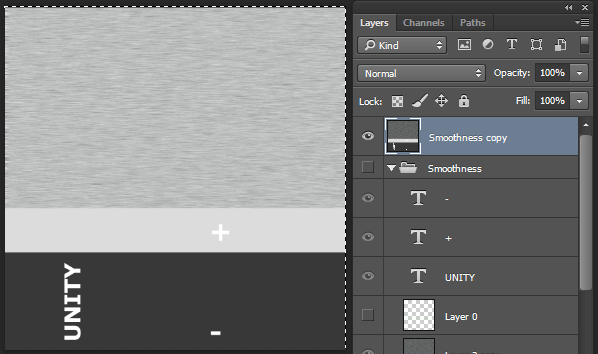 Layers Channels Paths
Kind
Normal Opacity: 100%
Lock: Fill: 100%
Smoothness copy
Smoothness
T -
T +
T UNITY
Layer 0
+
UNITY
-